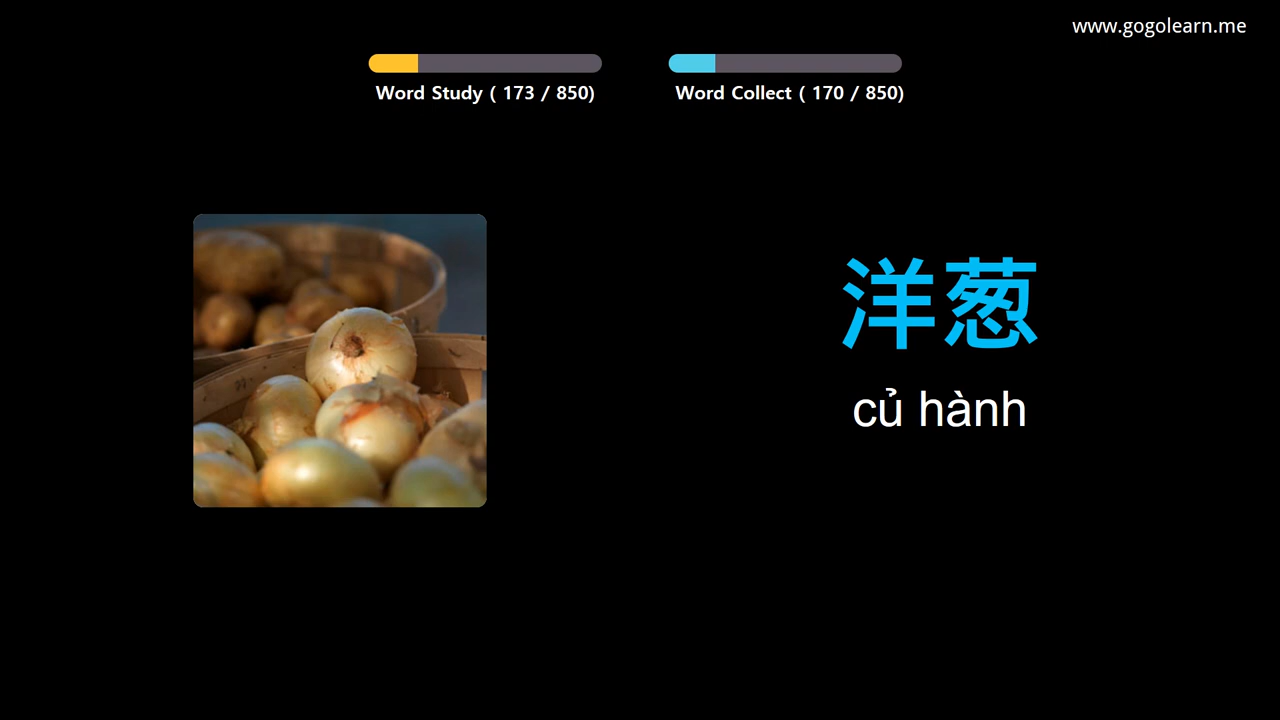 www.gogolearn.me
Word Study ( 173 / 850)
Word Collect ( 170 / 850)
洋葱
củ hành